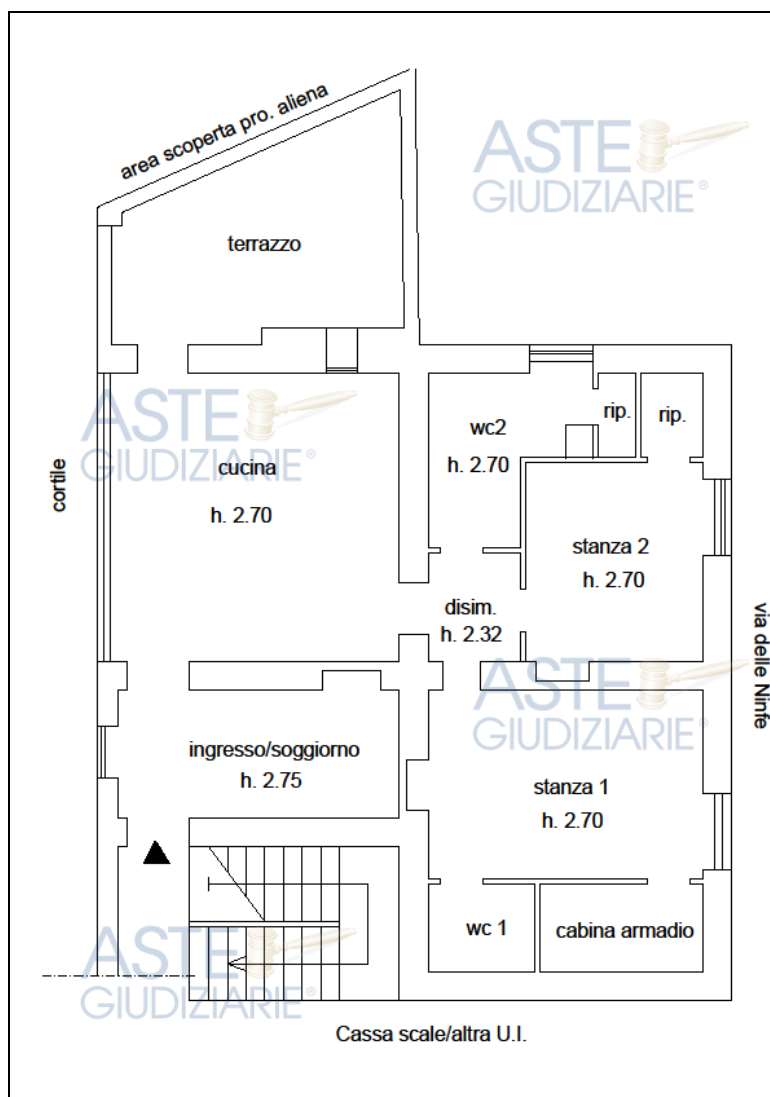 area scoperta pro. aliena
ASTE
GIUDIZIARIE®
terrazzo
ASTE
GIUDIZIARIE®
wc2
h. 2.70
rip.
rip.
cortile
cucina
h. 2.70
stanza 2
h. 2.70
disim.
h. 2.32
via delle Ninfe
ASTE
GIUDIZIARIE®
ingresso/soggiorno
h. 2.75
stanza 1
h. 2.70
wc 1
cabina armadio
ASTE
GIUDIZIARIE®
Cassa scale/altra U.I.